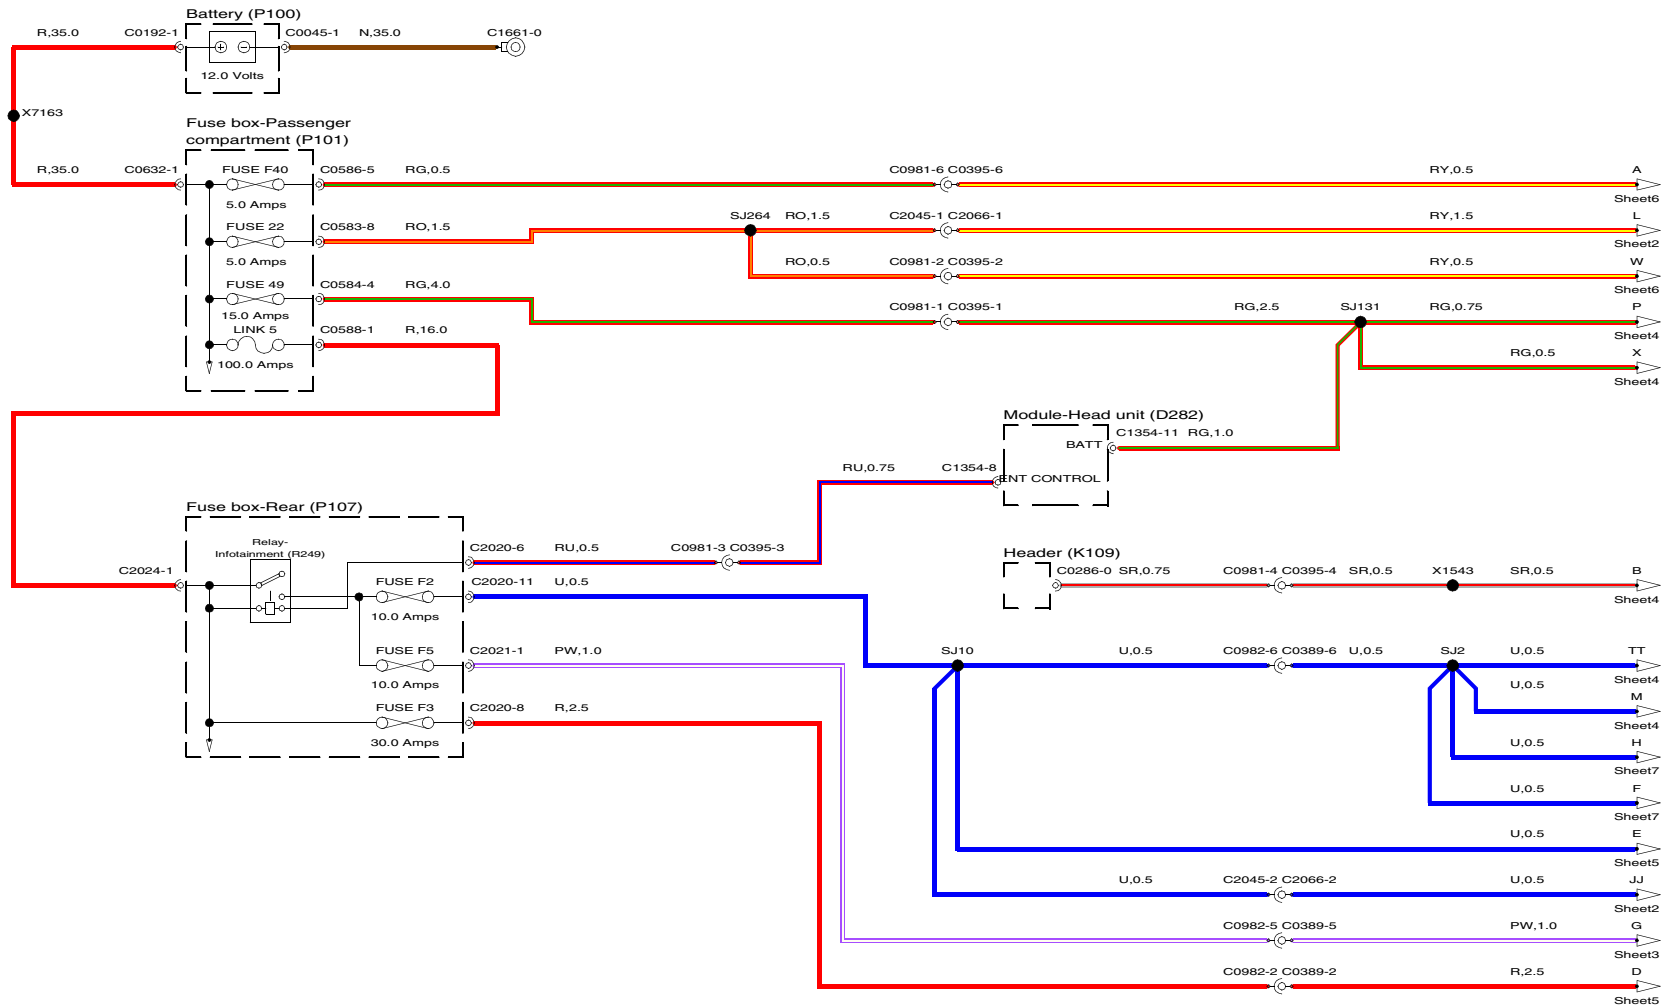 Battery (P100)
R,35.0 C0192-1 C0045-1 N,35.0 C1661-0
12.0 Volts
X7163
Fuse box-Passenger
compartment (P101)
R,35.0 C0632-1 FUSE F40 C0586-5 RG,0.5 C0981-6 C0395-6 RY,0.5 A
Sheet6
5.0 Amps
FUSE 22 C0583-8 RO,1.5 SJ264 RO,1.5 C2045-1 C2066-1 RY,1.5 L
Sheet2
5.0 Amps
RO,0.5 C0981-2 C0395-2 RY,0.5 W
Sheet6
FUSE 49 C0584-4 RG,4.0 C0981-1 C0395-1 RG,2.5 SJ131 RG,0.75 P
Sheet4
15.0 Amps
LINK 5 C0588-1 R,16.0
100.0 Amps
RG,0.5 X
Sheet4
Module-Head unit (D282)
BATT C1354-11 RG,1.0
RU,0.75 C1354-8
ENT CONTROL
Fuse box-Rear (P107)
Relay-
Infotainment (R249)
C2020-6 RU,0.5 C0981-3 C0395-3
Header (K109)
C2024-1 C0286-0 SR,0.75 C0981-4 C0395-4 SR,0.5 X1543 SR,0.5 B
Sheet4
FUSE F2 C2020-11 U,0.5
10.0 Amps
FUSE F5 C2021-1 PW,1.0
10.0 Amps
SJ10 U,0.5 C0982-6 C0389-6 U,0.5 SJ2 U,0.5 TT
Sheet4
U,0.5 M
Sheet4
FUSE F3 C2020-8 R,2.5
30.0 Amps
U,0.5 H
Sheet7
U,0.5 F
Sheet7
U,0.5 E
Sheet5
U,0.5 C2045-2 C2066-2 U,0.5 JJ
Sheet2
C0982-5 C0389-5 PW,1.0 G
Sheet3
C0982-2 C0389-2 R,2.5 D
Sheet5